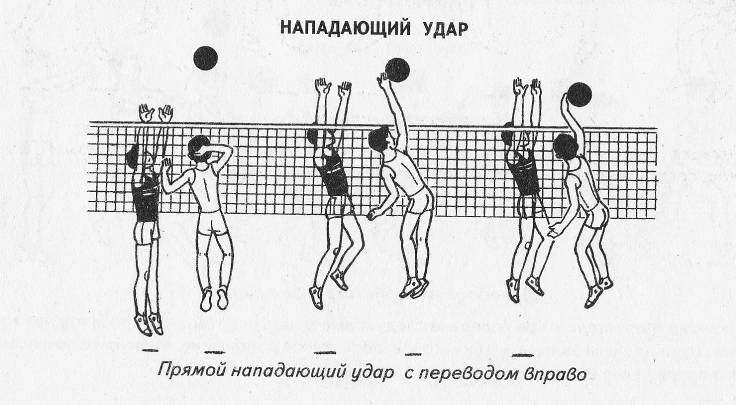 НАПАДАЮЩИЙ УДАР
Прямой нападающий удар с переводом вправо